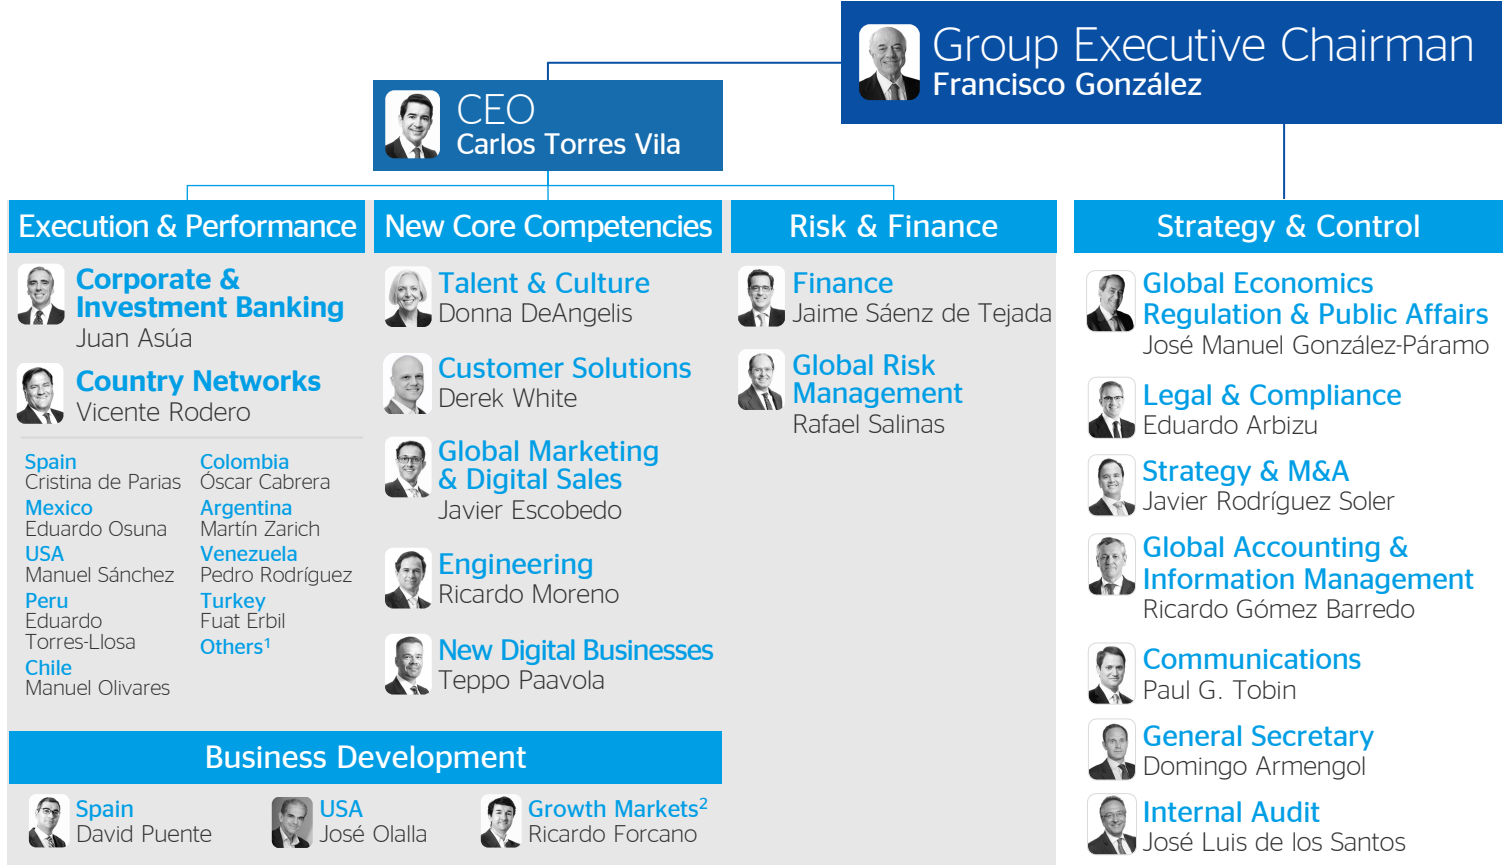 Group Executive Chairman
Francisco González
CEO
Carlos Torres Vila
Execution & Performance
Corporate &
Investment Banking
Juan Asúa
Country Networks
Vicente Rodero
Spain
Cristina de Parias
Mexico
Eduardo Osuna
USA
Manuel Sánchez
Peru
Eduardo
Torres-Llosa
Chile
Manuel Olivares
Colombia
Óscar Cabrera
Argentina
Martín Zarich
Venezuela
Pedro Rodríguez
Turkey
Fuat Erbil
Others¹
New Core Competencies
Talent & Culture
Donna DeAngelis
Customer Solutions
Derek White
Global Marketing
& Digital Sales
Javier Escobedo
Engineering
Ricardo Moreno
New Digital Businesses
Teppo Paavola
Risk & Finance
Finance
Jaime Sáenz de Tejada
Global Risk
Management
Rafael Salinas
Business Development
Spain
David Puente
USA
José Olalla
Growth Markets²
Ricardo Forcano
Strategy & Control
Global Economics
Regulation & Public Affairs
José Manuel González-Páramo
Legal & Compliance
Eduardo Arbizu
Strategy & M&A
Javier Rodríguez Soler
Global Accounting &
Information Management
Ricardo Gómez Barredo
Communications
Paul G. Tobin
General Secretary
Domingo Armengol
Internal Audit
José Luis de los Santos